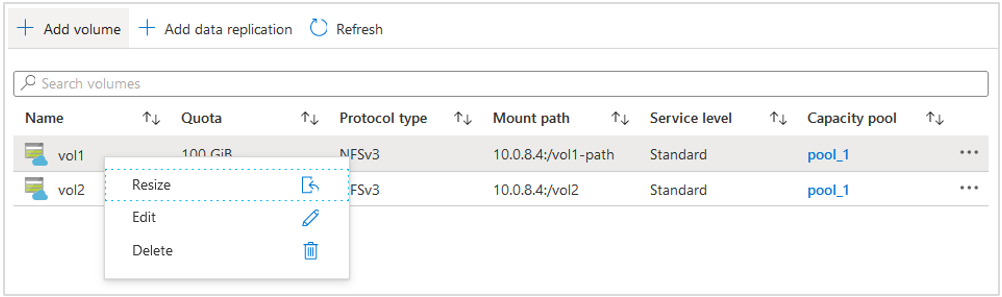 Add volume Add data replication Refresh
Search volumes
Name Quota Protocol type Mount path Service level Capacity pool
vol1 100 GiB NFSv3 10.0.8.4:/vol1-path Standard pool_1
vol2 FSv3 10.0.8.4:/vol2 Standard pool_1
Resize
Edit
Delete